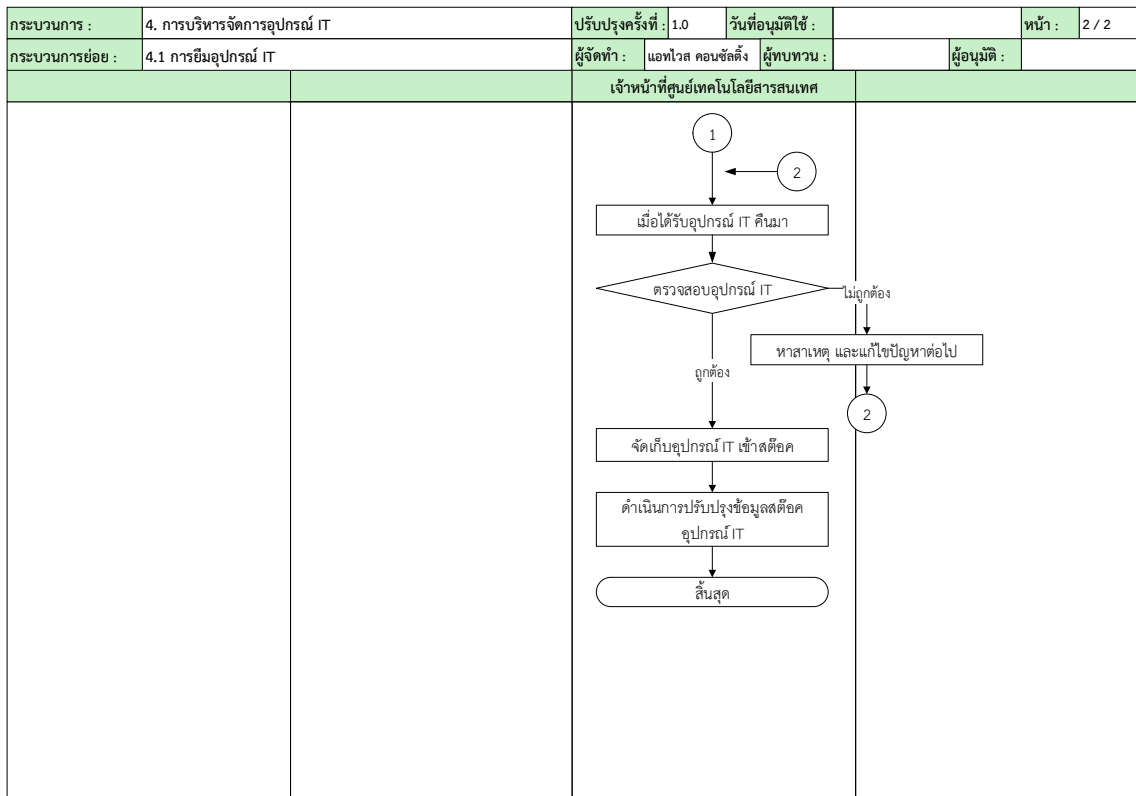 กระบวนการ : 4. การบริหารจัดการอุปกรณ์ IT ปรับปรุงครั้งที่ : 1.0 วันที่อนุมัติใช้ : หน้า : 2 / 2
กระบวนการย่อย : 4.1 การยืมอุปกรณ์ IT ผู้จัดทำ : แอทไวส คอนซัลติ้ง ผู้ทบทวน : ผู้อนุมัติ :
เจ้าหน้าที่ศูนย์เทคโนโลยีสารสนเทศ
1
2
เมื่อได้รับอุปกรณ์ IT คืนมา
ตรวจสอบอุปกรณ์ IT
ไม่ถูกต้อง
หาสาเหตุ และแก้ไขปัญหาต่อไป
ถูกต้อง
2
จัดเก็บอุปกรณ์ IT เข้าสต๊อค
ดำเนินการปรับปรุงข้อมูลสต๊อค
อุปกรณ์ IT
สิ้นสุด